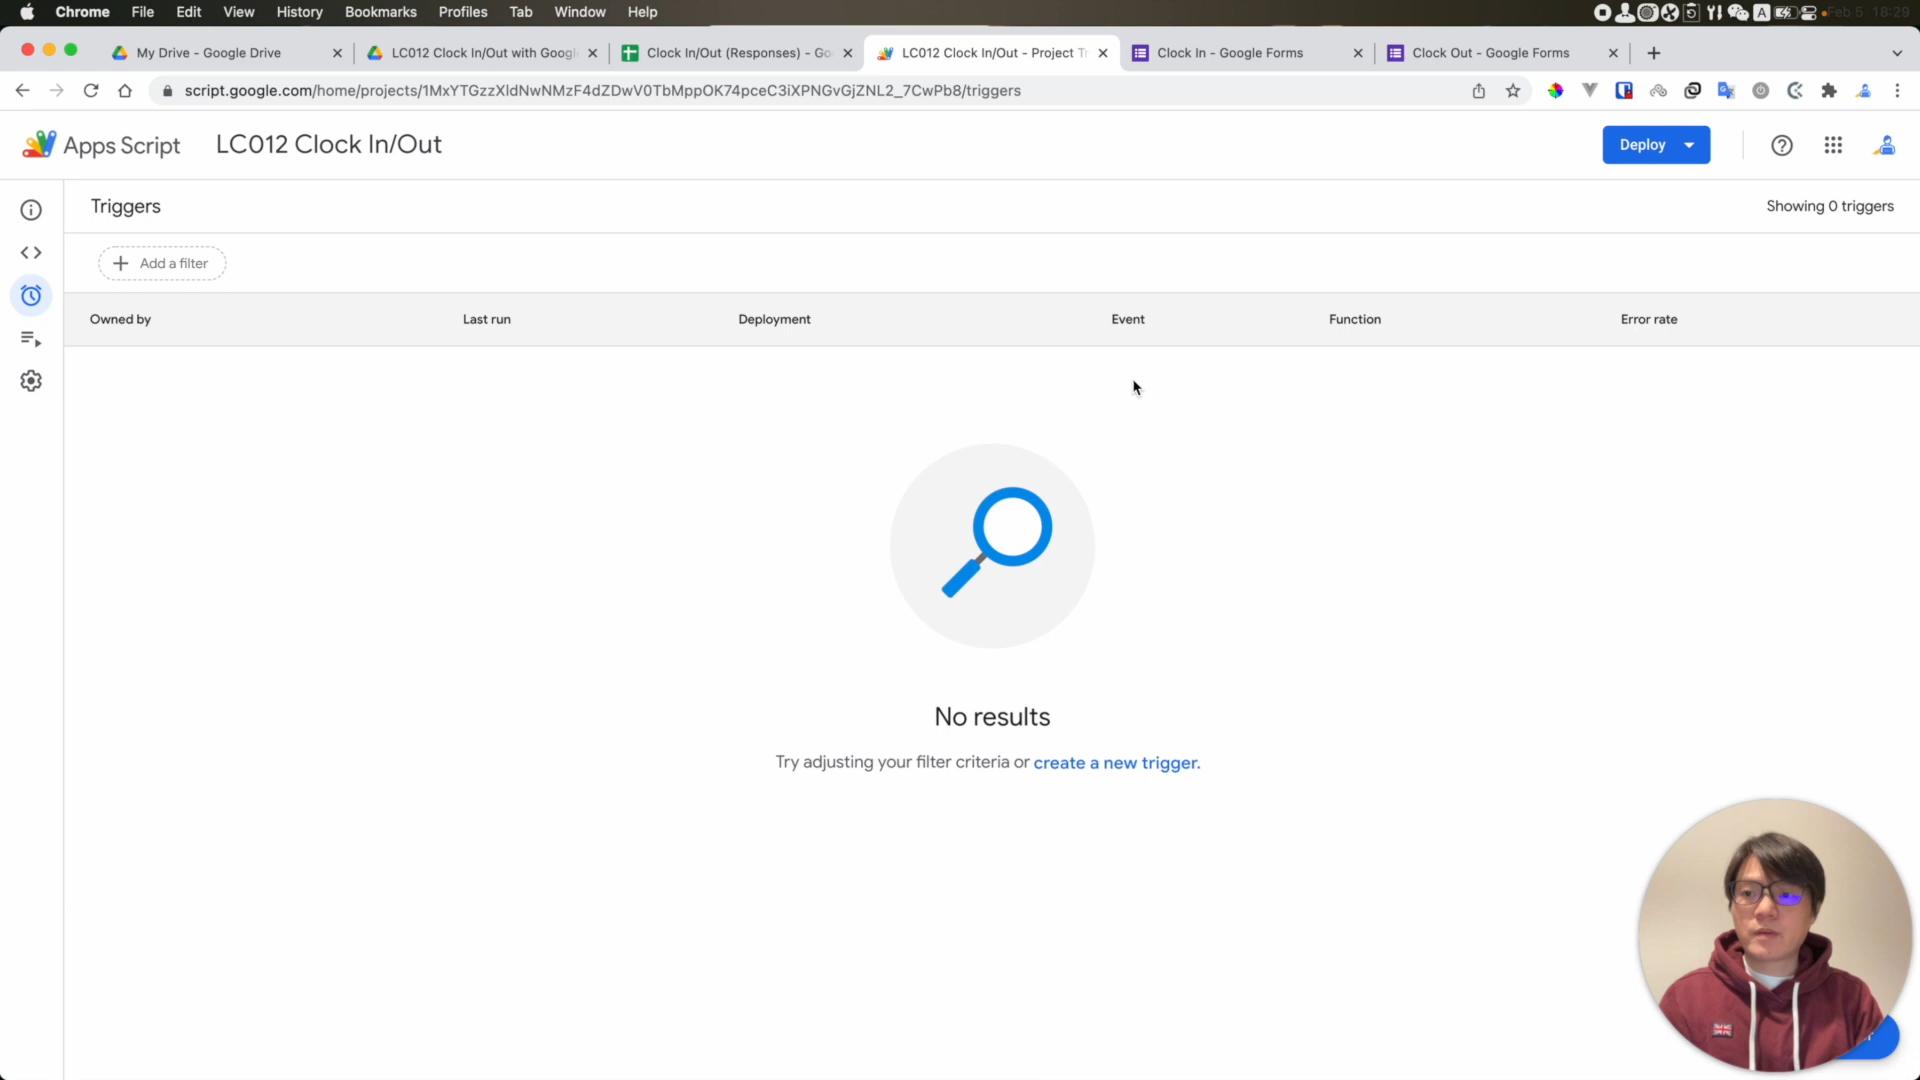 Chrome File Edit View History Bookmarks Profiles Tab Window Help Feb 5 18:29
My Drive - Google Drive
LC012 Clock In/Out with Googl
Clock In/Out (Responses) - Go
LC012 Clock In/Out - Project Tr
Clock In - Google Forms
Clock Out - Google Forms
script.google.com/home/projects/1MxYTGzzXldNwNMzF4dZDwV0TbMppOK74pceC3iXPNGvGjZNL2_7CwPb8/triggers
Apps Script LC012 Clock In/Out Deploy
Triggers Showing 0 triggers
Add a filter
Owned by Last run Deployment Event Function Error rate
No results
Try adjusting your filter criteria or create a new trigger.